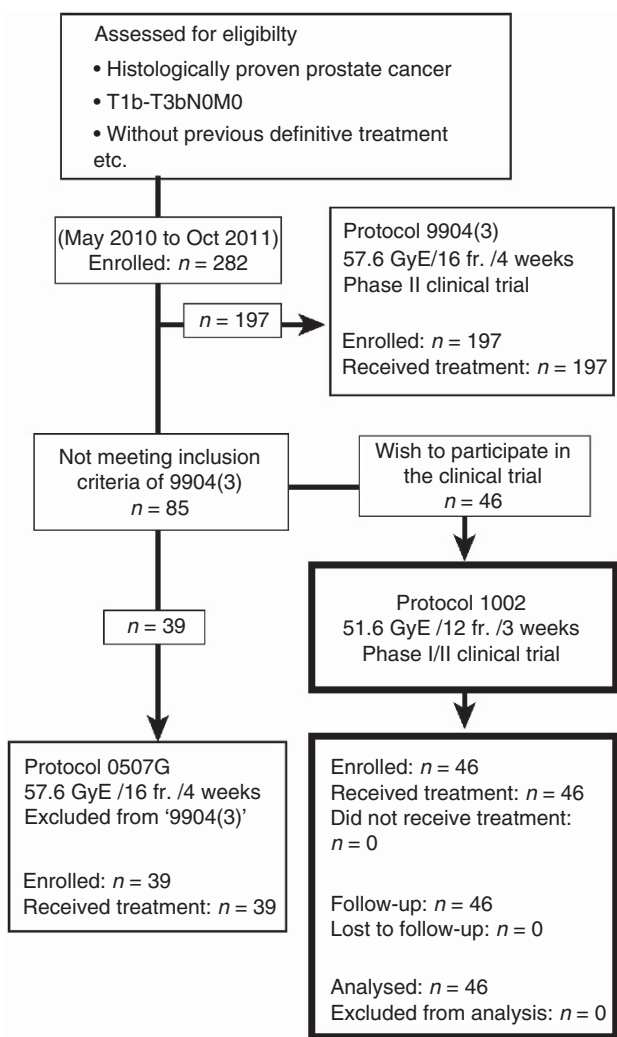 Assessed for eligibilty
• Histologically proven prostate cancer
• T1b-T3bN0M0
• Without previous definitive treatment
etc.
(May 2010 to Oct 2011)
Enrolled: n = 282
n = 197
Protocol 9904(3)
57.6 GyE/16 fr. /4 weeks
Phase II clinical trial
Enrolled: n = 197
Received treatment: n = 197
Not meeting inclusion
criteria of 9904(3)
n = 85
Wish to participate in
the clinical trial
n = 46
n = 39
Protocol 1002
51.6 GyE /12 fr. /3 weeks
Phase I/II clinical trial
Protocol 0507G
57.6 GyE /16 fr. /4 weeks
Excluded from '9904(3)'
Enrolled: n = 39
Received treatment: n = 39
Enrolled: n = 46
Received treatment: n = 46
Did not receive treatment:
n = 0
Follow-up: n = 46
Lost to follow-up: n = 0
Analysed: n = 46
Excluded from analysis: n = 0